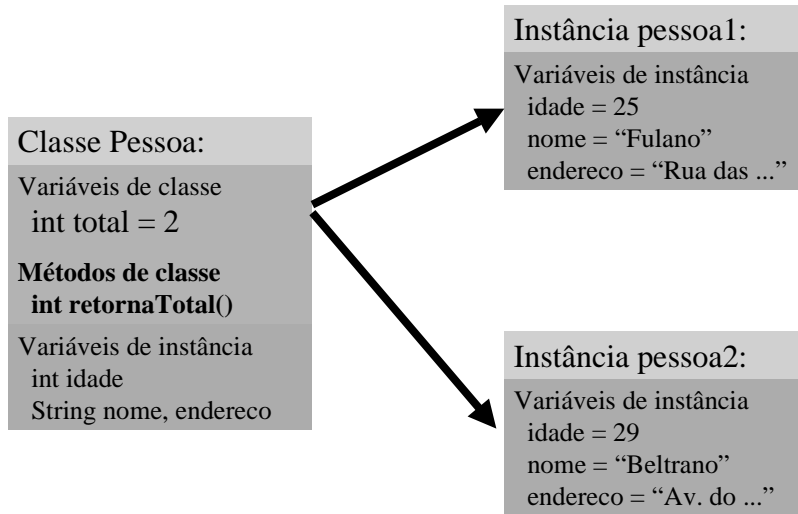 Classe Pessoa:
Variáveis de classe
int total = 2
Métodos de classe
int retornaTotal()
Variáveis de instância
int idade
String nome, endereco
Instância pessoa1:
Variáveis de instância
idade = 25
nome = “Fulano”
endereco = “Rua das ...”
Instância pessoa2:
Variáveis de instância
idade = 29
nome = “Beltrano”
endereco = “Av. do ...”